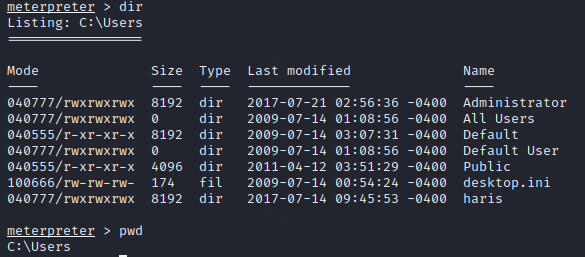 meterpreter > dir
Listing: C:\Users
=================

Mode              Size  Type  Last modified              Name
----              ----  ----  -------------              ----
040777/rwxrwxrwx  8192  dir   2017-07-21 02:56:36 -0400  Administrator
040777/rwxrwxrwx  0     dir   2009-07-14 01:08:56 -0400  All Users
040555/r-xr-xr-x  8192  dir   2009-07-14 03:07:31 -0400  Default
040777/rwxrwxrwx  0     dir   2009-07-14 01:08:56 -0400  Default User
040555/r-xr-xr-x  4096  dir   2011-04-12 03:51:29 -0400  Public
100666/rw-rw-rw-  174   fil   2009-07-14 00:54:24 -0400  desktop.ini
040777/rwxrwxrwx  8192  dir   2017-07-14 09:45:53 -0400  haris

meterpreter > pwd
C:\Users